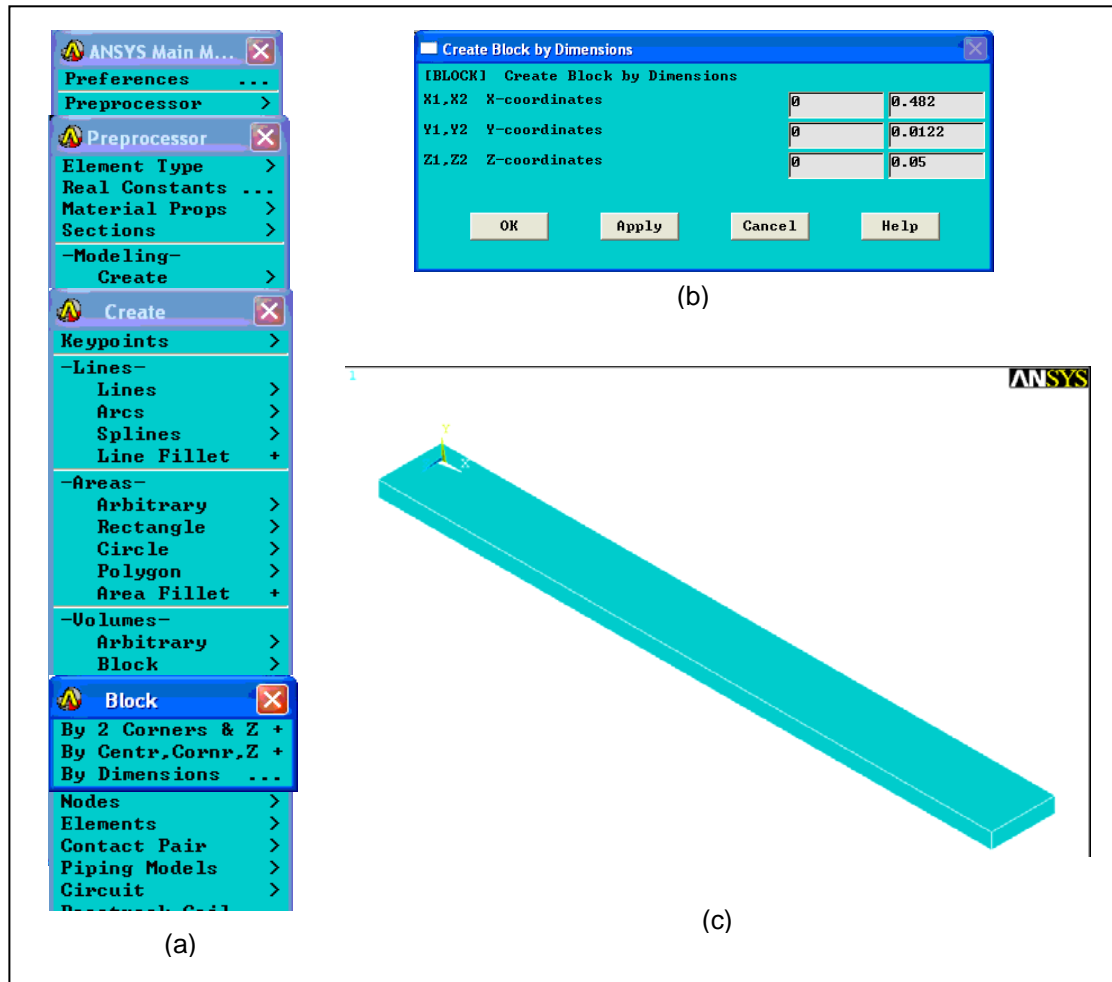 ANSYS Main M...
Preferences ...
Preprocessor >
Preprocessor
Element Type >
Real Constants ...
Material Props >
Sections >
-Modeling-
Create >
Create
Keypoints >
-Lines-
Lines >
Arcs >
Splines >
Line Fillet +
-Areas-
Arbitrary >
Rectangle >
Circle >
Polygon >
Area Fillet +
-Volumes-
Arbitrary >
Block >
Block
By 2 Corners & Z +
By Centr,Cornr,Z +
By Dimensions ...
Nodes >
Elements >
Contact Pair >
Piping Models >
Circuit >
(a)
Create Block by Dimensions
[BLOCK] Create Block by Dimensions
X1,X2 X-coordinates 0 0.482
Y1,Y2 Y-coordinates 0 0.0122
Z1,Z2 Z-coordinates 0 0.05
OK Apply Cancel Help
(b)
1
ANSYS
Y
X
(c)